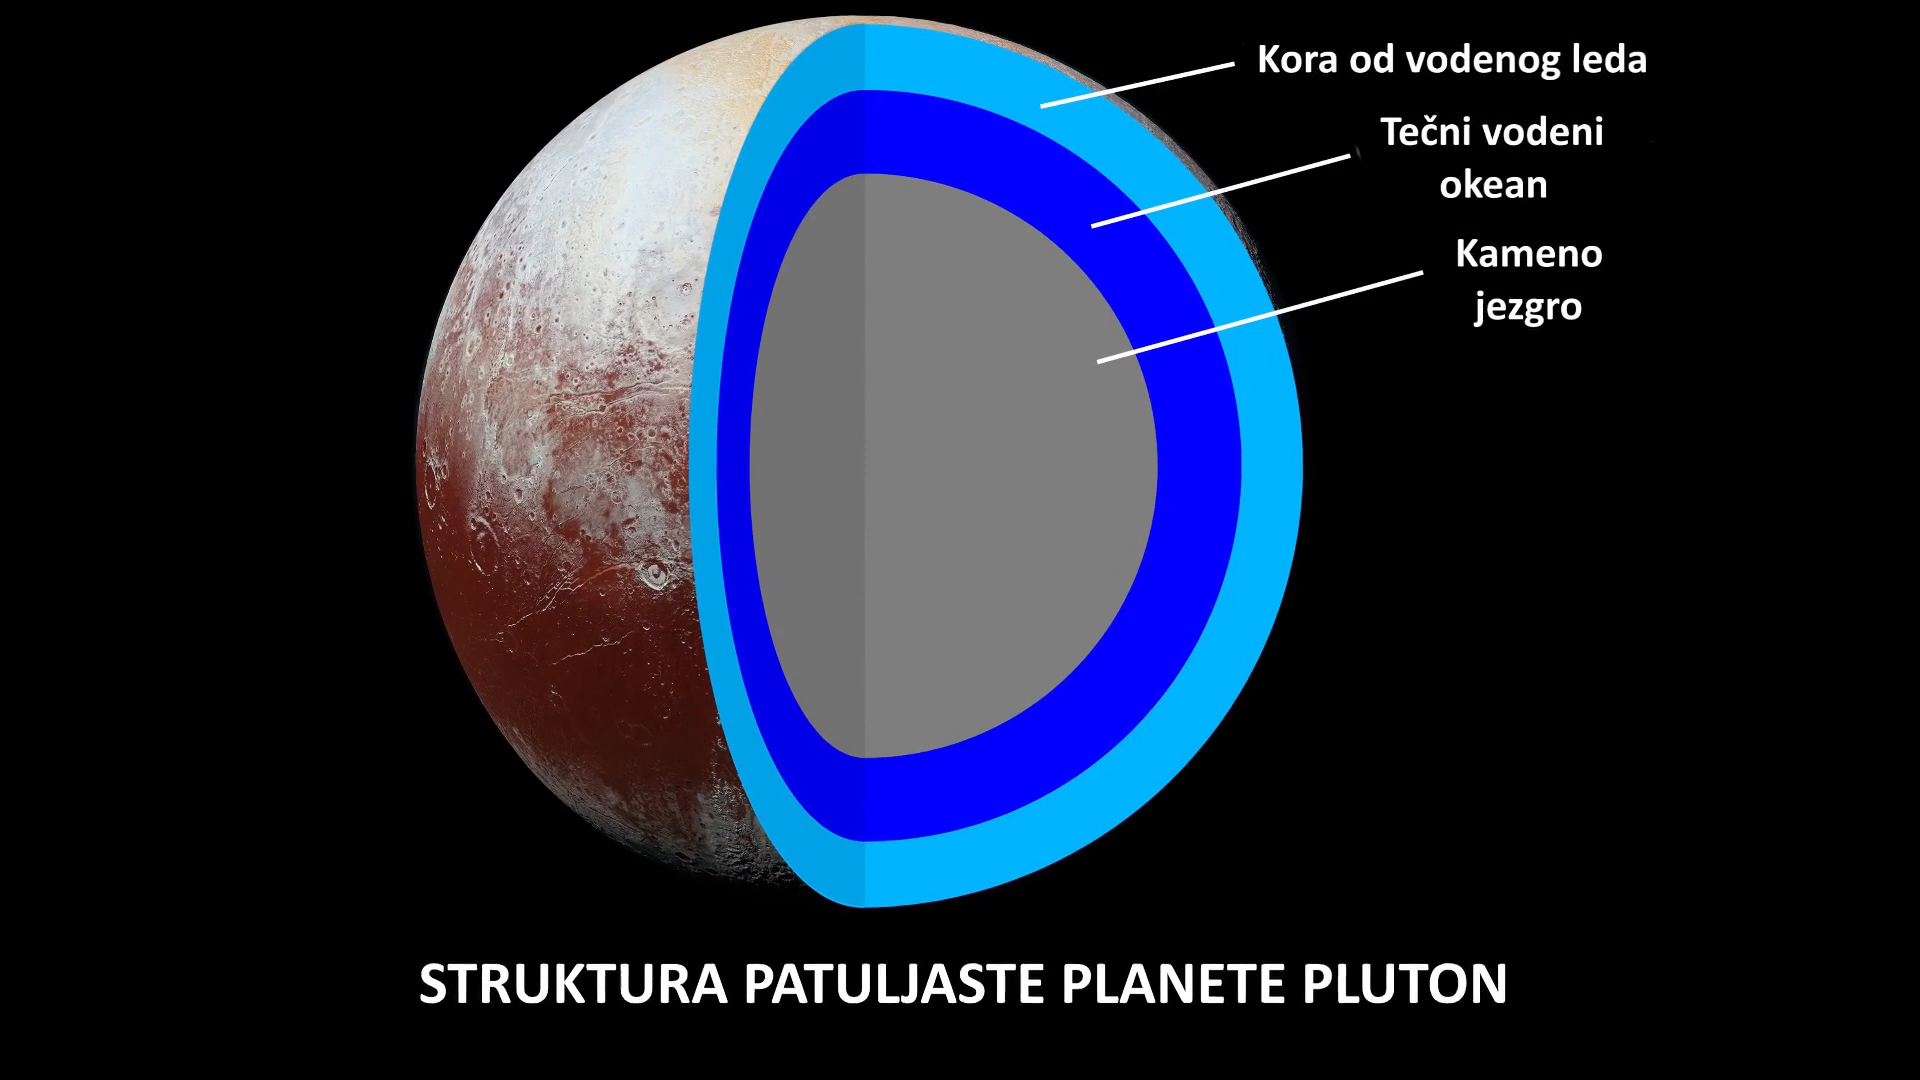 Kora od vodenog leda
Tečni vodeni
okean
Kameno
jezgro
STRUKTURA PATULJASTE PLANETE PLUTON